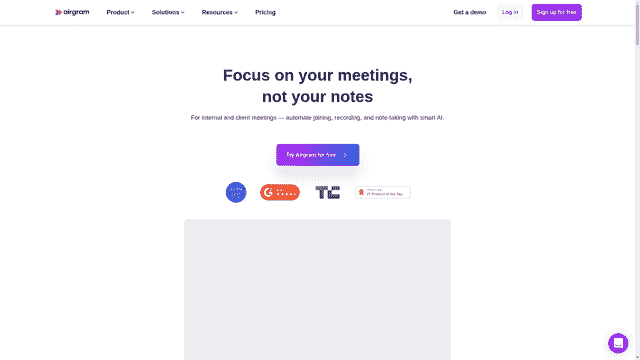 airgram
Product
Solutions
Resources
Pricing
Get a demo
Log in
Sign up for free
Focus on your meetings,
not your notes
For internal and client meetings — automate joining, recording, and note-taking with smart AI.
Try Airgram for free
TC